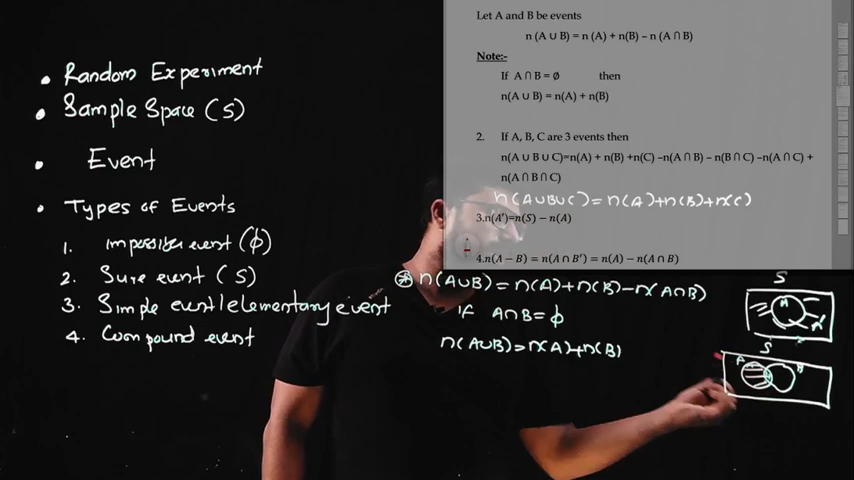 • Random Experiment
• Sample Space (S)
• Event
• Types of Events
1. Impossible event (ϕ)
2. Sure event (S)
3. Simple event/elementary event
4. Compound event
Let A and B be events
n (A ∪ B) = n (A) + n(B) – n (A ∩ B)
Note:-
If A ∩ B = ∅ then
n(A ∪ B) = n(A) + n(B)
2. If A, B, C are 3 events then
n(A ∪ B ∪ C)=n(A) + n(B) +n(C) –n(A ∩ B) – n(B ∩ C) –n(A ∩ C) +
n(A ∩ B ∩ C)
n(A∪B∪C)=n(A)+n(B)+n(C)
3.n(A′)=n(S) – n(A)
4.n(A – B) = n(A ∩ B′) = n(A) – n(A ∩ B)
n(A∪B)=n(A)+n(B)-n(A∩B)
If A∩B=ϕ
n(A∪B)=n(A)+n(B)
S
A
A'
S
A B